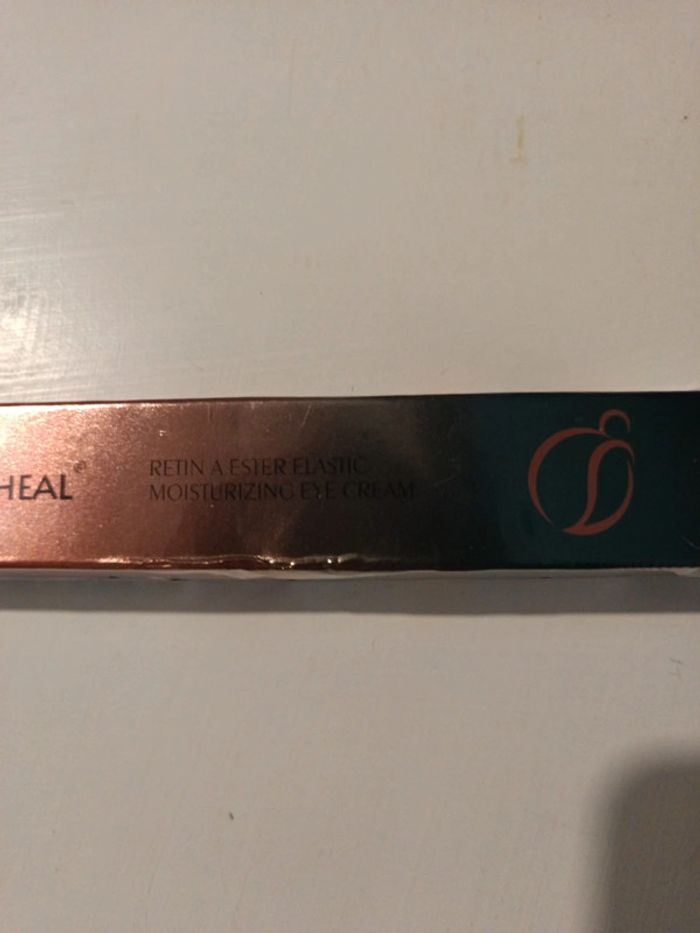 HEAL®
RETIN A ESTER ELASTIC
MOISTURIZING EYE CREAM